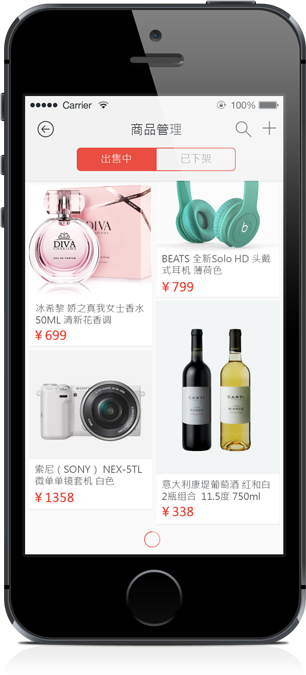 Carrier 100%
商品管理
出售中 已下架
DIVA
DIVA
冰希黎 娇之真我女士香水
50ML 清新花香调
¥ 699
BEATS 全新Solo HD 头戴
式耳机 薄荷色
¥ 799
索尼（SONY） NEX-5TL
微单单镜套机 白色
¥ 1358
CANTI
CANTI
意大利康堤葡萄酒 红和白
2瓶组合 11.5度 750ml
¥ 338